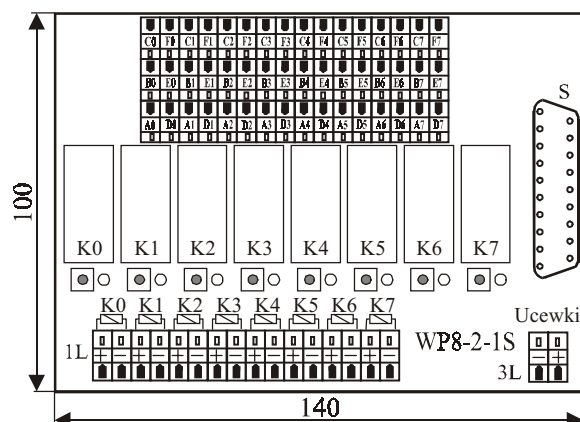 C0 F0 C1 F1 C2 F2 C3 F3 C4 F4 C5 F5 C6 F6 C7 F7
B0 E0 B1 E1 B2 E2 B3 E3 B4 E4 B5 E5 B6 E6 B7 E7
A0 D0 A1 D1 A2 D2 A3 D3 A4 D4 A5 D5 A6 D6 A7 D7
S
100
K0 K1 K2 K3 K4 K5 K6 K7
K0 K1 K2 K3 K4 K5 K6 K7
Ucewki
1L
WP8-2-1S
+ − + − + − + − + − + − + − + −
+ − 
− +
3L
140